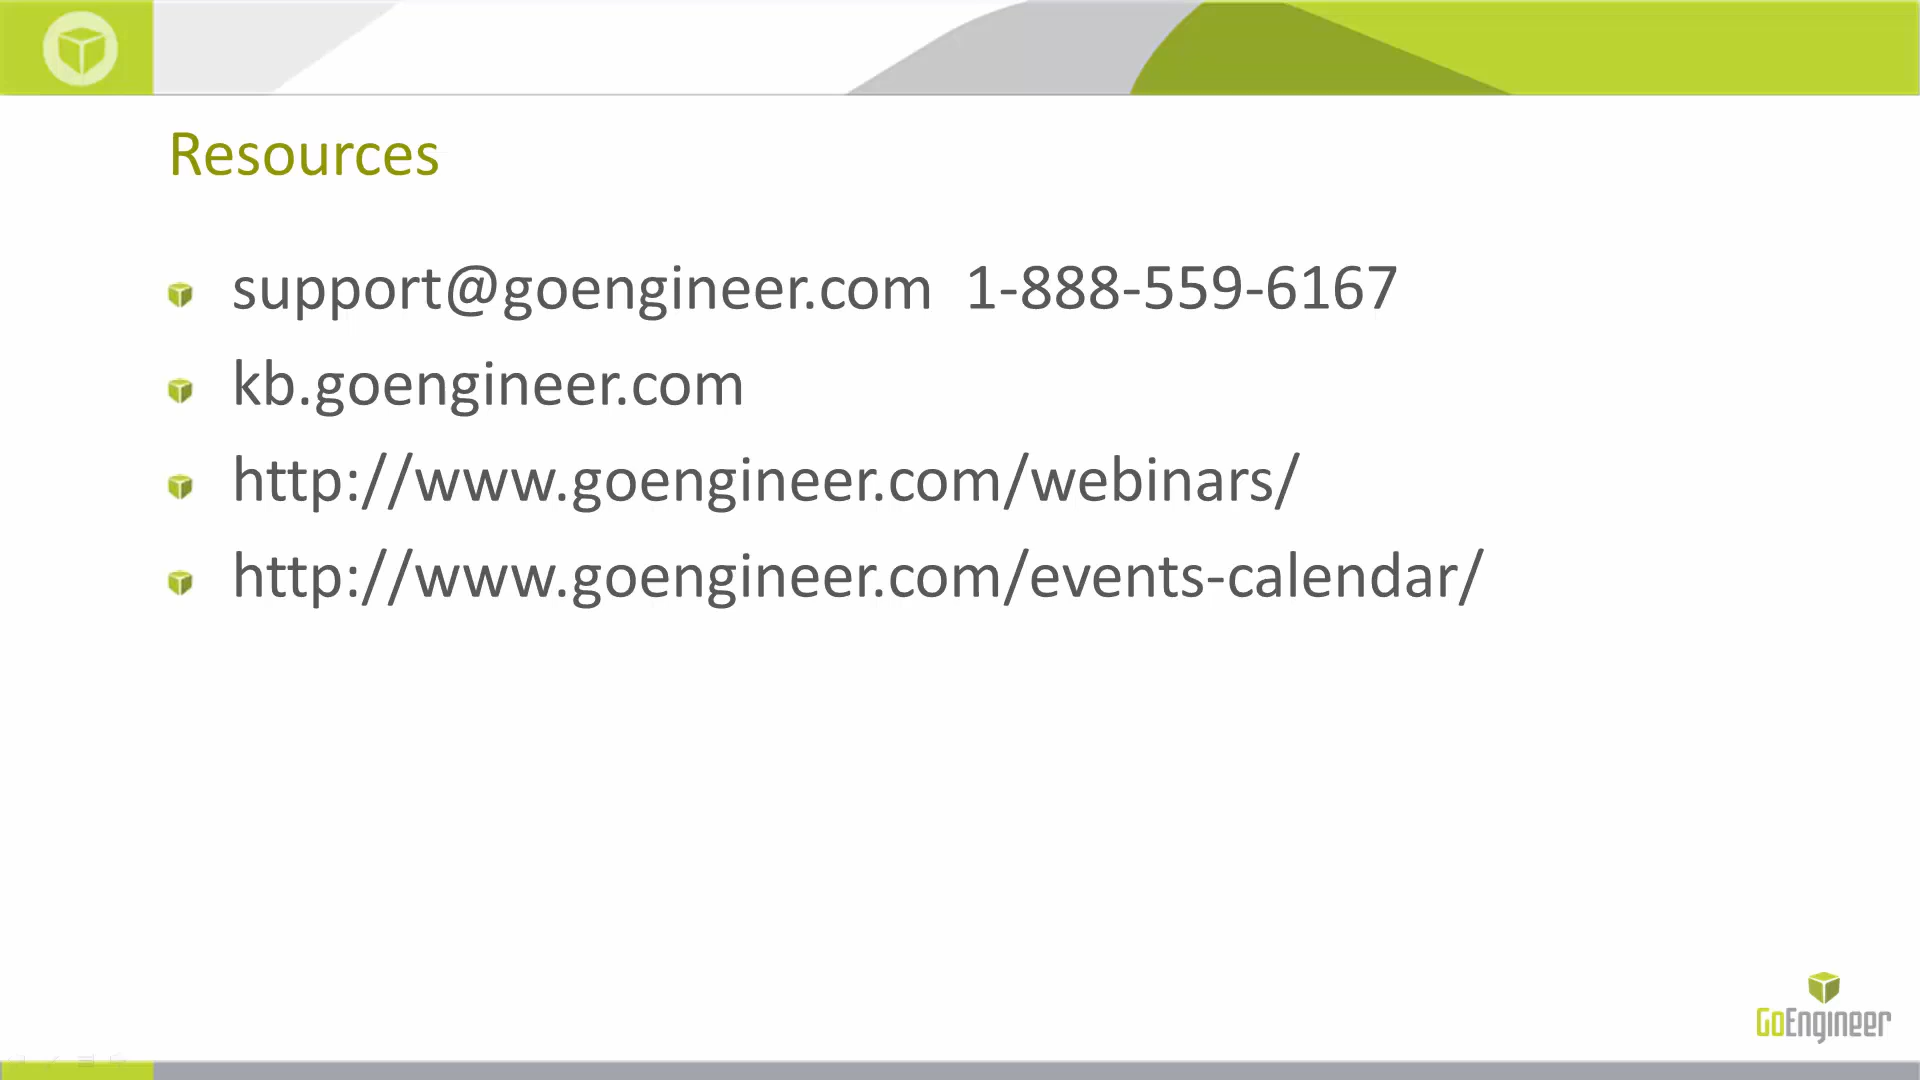 Resources
support@goengineer.com 1-888-559-6167
kb.goengineer.com
http://www.goengineer.com/webinars/
http://www.goengineer.com/events-calendar/
GoEngineer